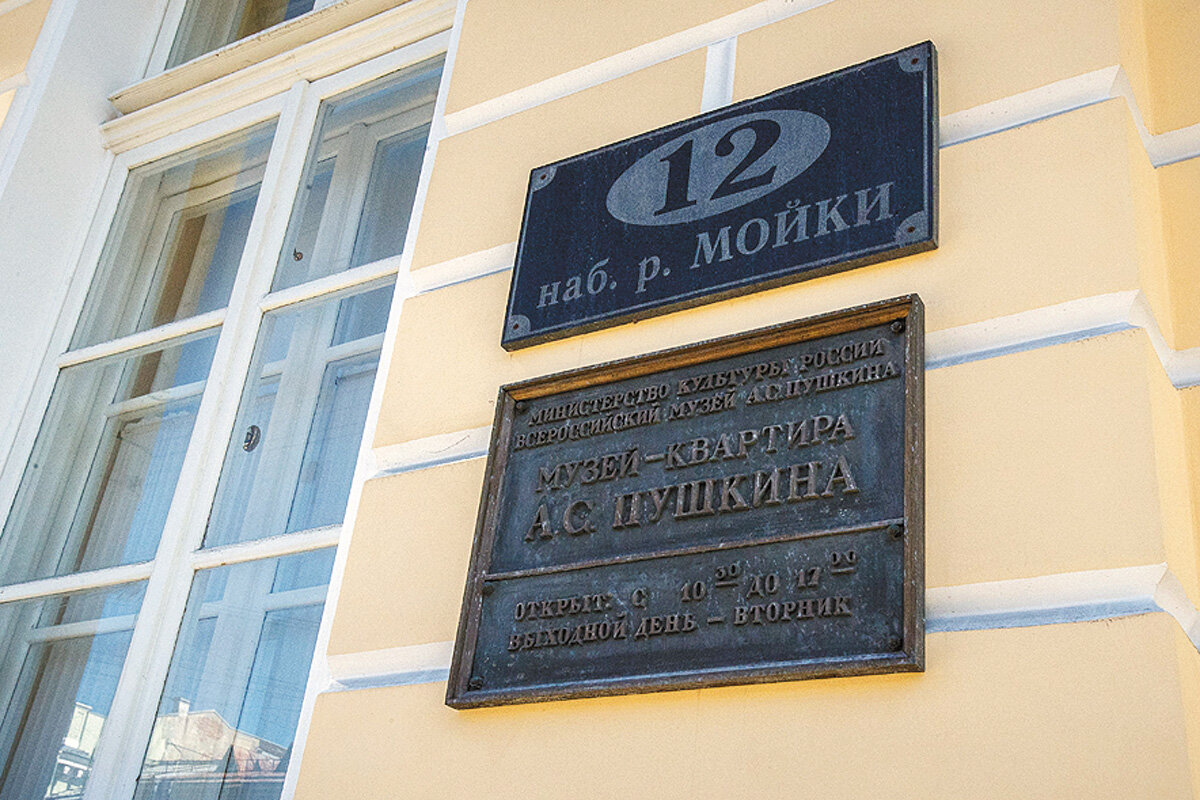 12
наб. р. МОЙКИ
МИНИСТЕРСТВО КУЛЬТУРЫ РОССИИ
ВСЕРОССИЙСКИЙ МУЗЕЙ А.С. ПУШКИНА
МУЗЕЙ-КВАРТИРА
А.С. ПУШКИНА
ОТКРЫТ: С 10 30 ДО 17 00
ВЫХОДНОЙ ДЕНЬ - ВТОРНИК